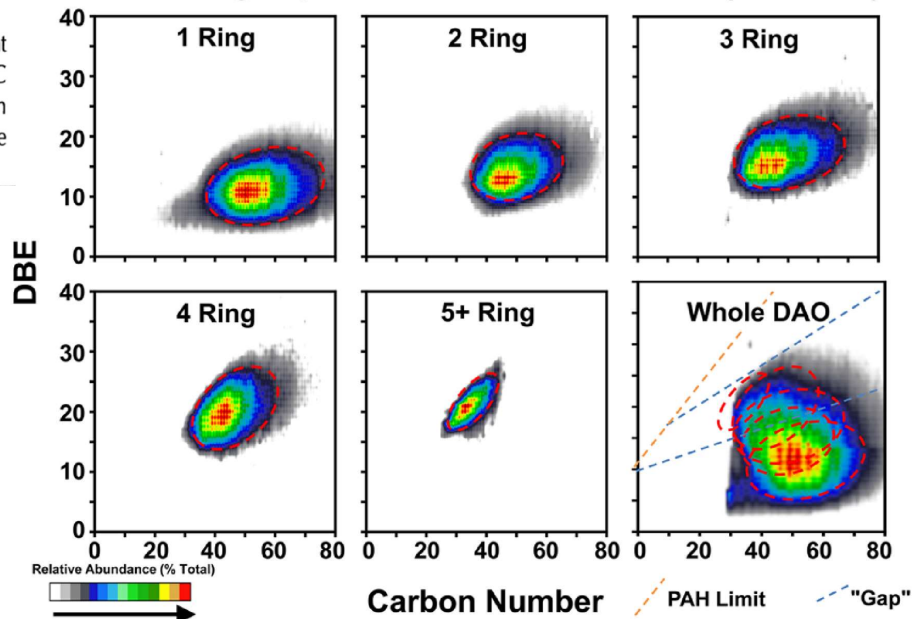 t
C
n
e
40
30
20
10
0
1 Ring
2 Ring
3 Ring
DBE
40
30
20
10
0
4 Ring
5+ Ring
Whole DAO
0 20 40 60 80
0 20 40 60 80
0 20 40 60 80
Relative Abundance (% Total)
Carbon Number
PAH Limit
"Gap"